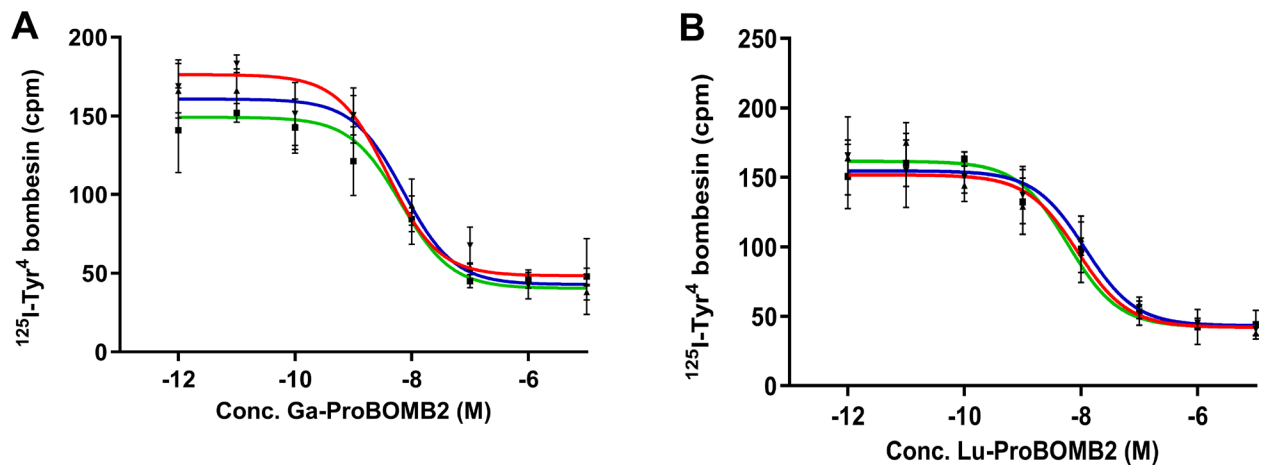 A
¹²⁵I-Tyr⁴ bombesin (cpm)
200
150
100
50
0
-12 -10 -8 -6
Conc. Ga-ProBOMB2 (M)
B
¹²⁵I-Tyr⁴ bombesin (cpm)
250
200
150
100
50
0
-12 -10 -8 -6
Conc. Lu-ProBOMB2 (M)